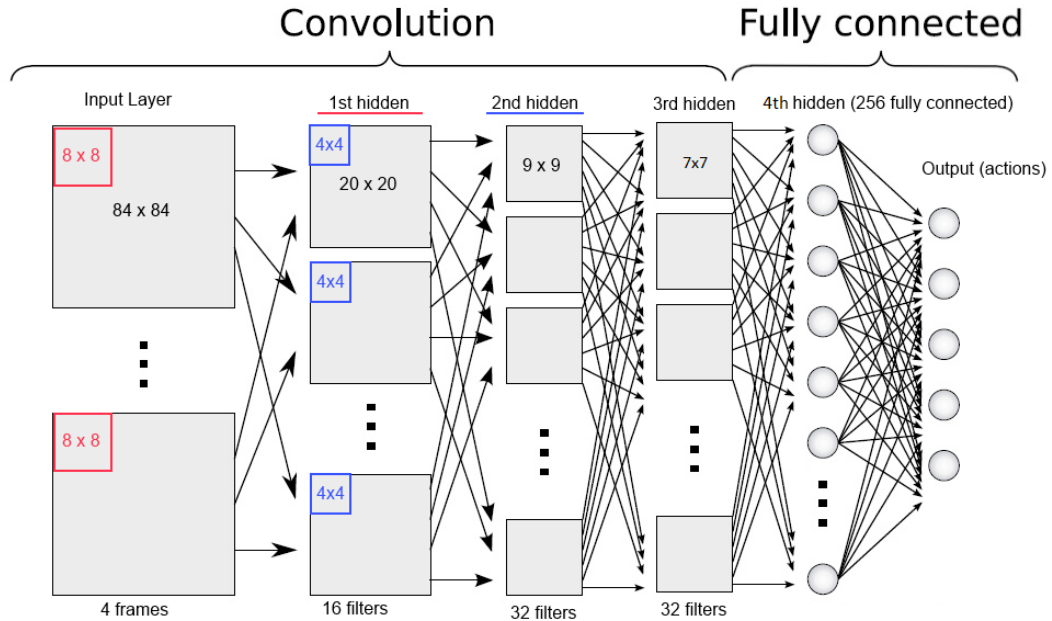 Convolution
Fully connected
Input Layer
1st hidden
2nd hidden
3rd hidden
4th hidden (256 fully connected)
Output (actions)
8 x 8
84 x 84
4x4
20 x 20
9 x 9
7x7
4x4
8 x 8
4x4
4 frames
16 filters
32 filters
32 filters